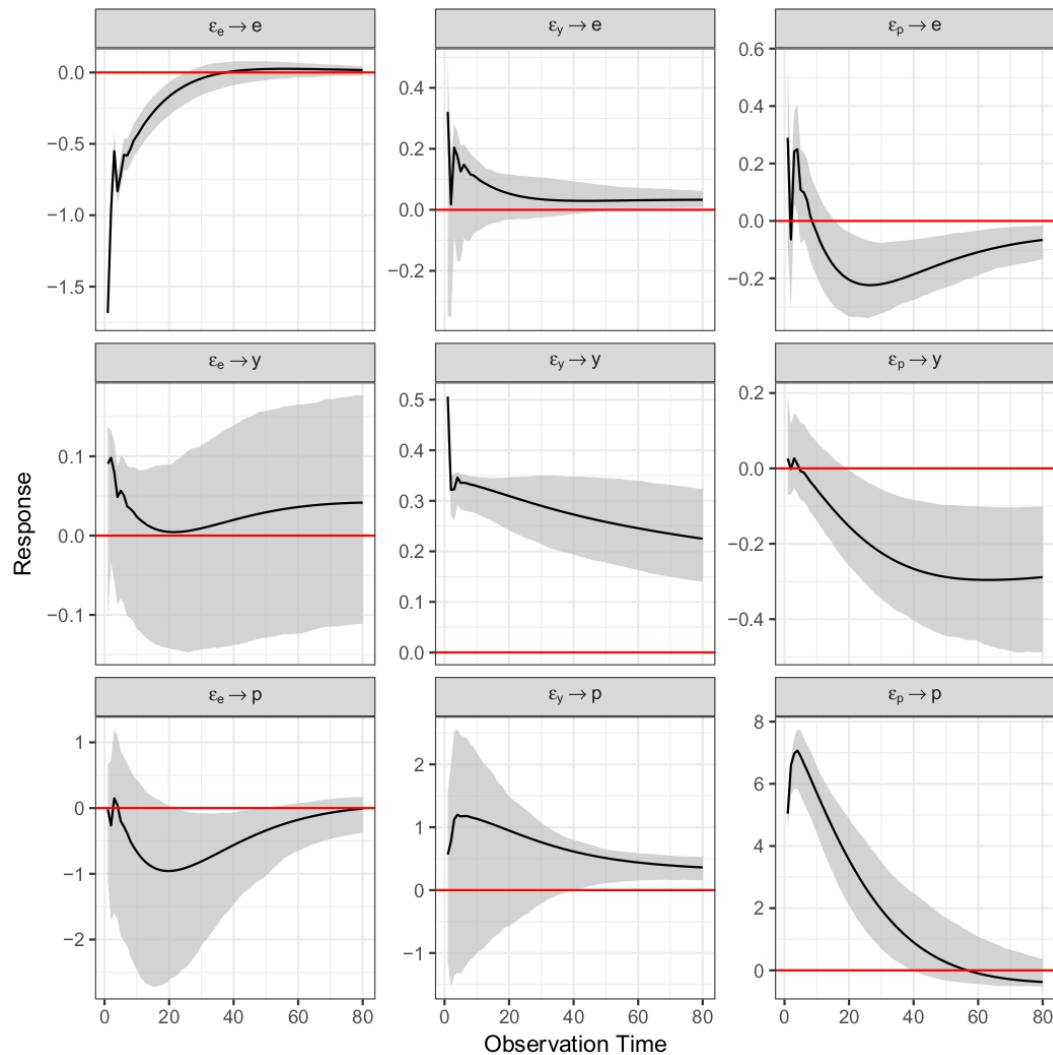 εe → e
εy → e
εp → e
0.0
−0.5
−1.0
−1.5
0.4
0.2
0.0
−0.2
0.6
0.4
0.2
0.0
−0.2
εe → y
εy → y
εp → y
0.1
0.0
−0.1
0.5
0.4
0.3
0.2
0.1
0.0
0.2
0.0
−0.2
−0.4
εe → p
εy → p
εp → p
1
0
−1
−2
2
1
0
−1
8
6
4
2
0
0 20 40 60 80
0 20 40 60 80
0 20 40 60 80
Response
Observation Time